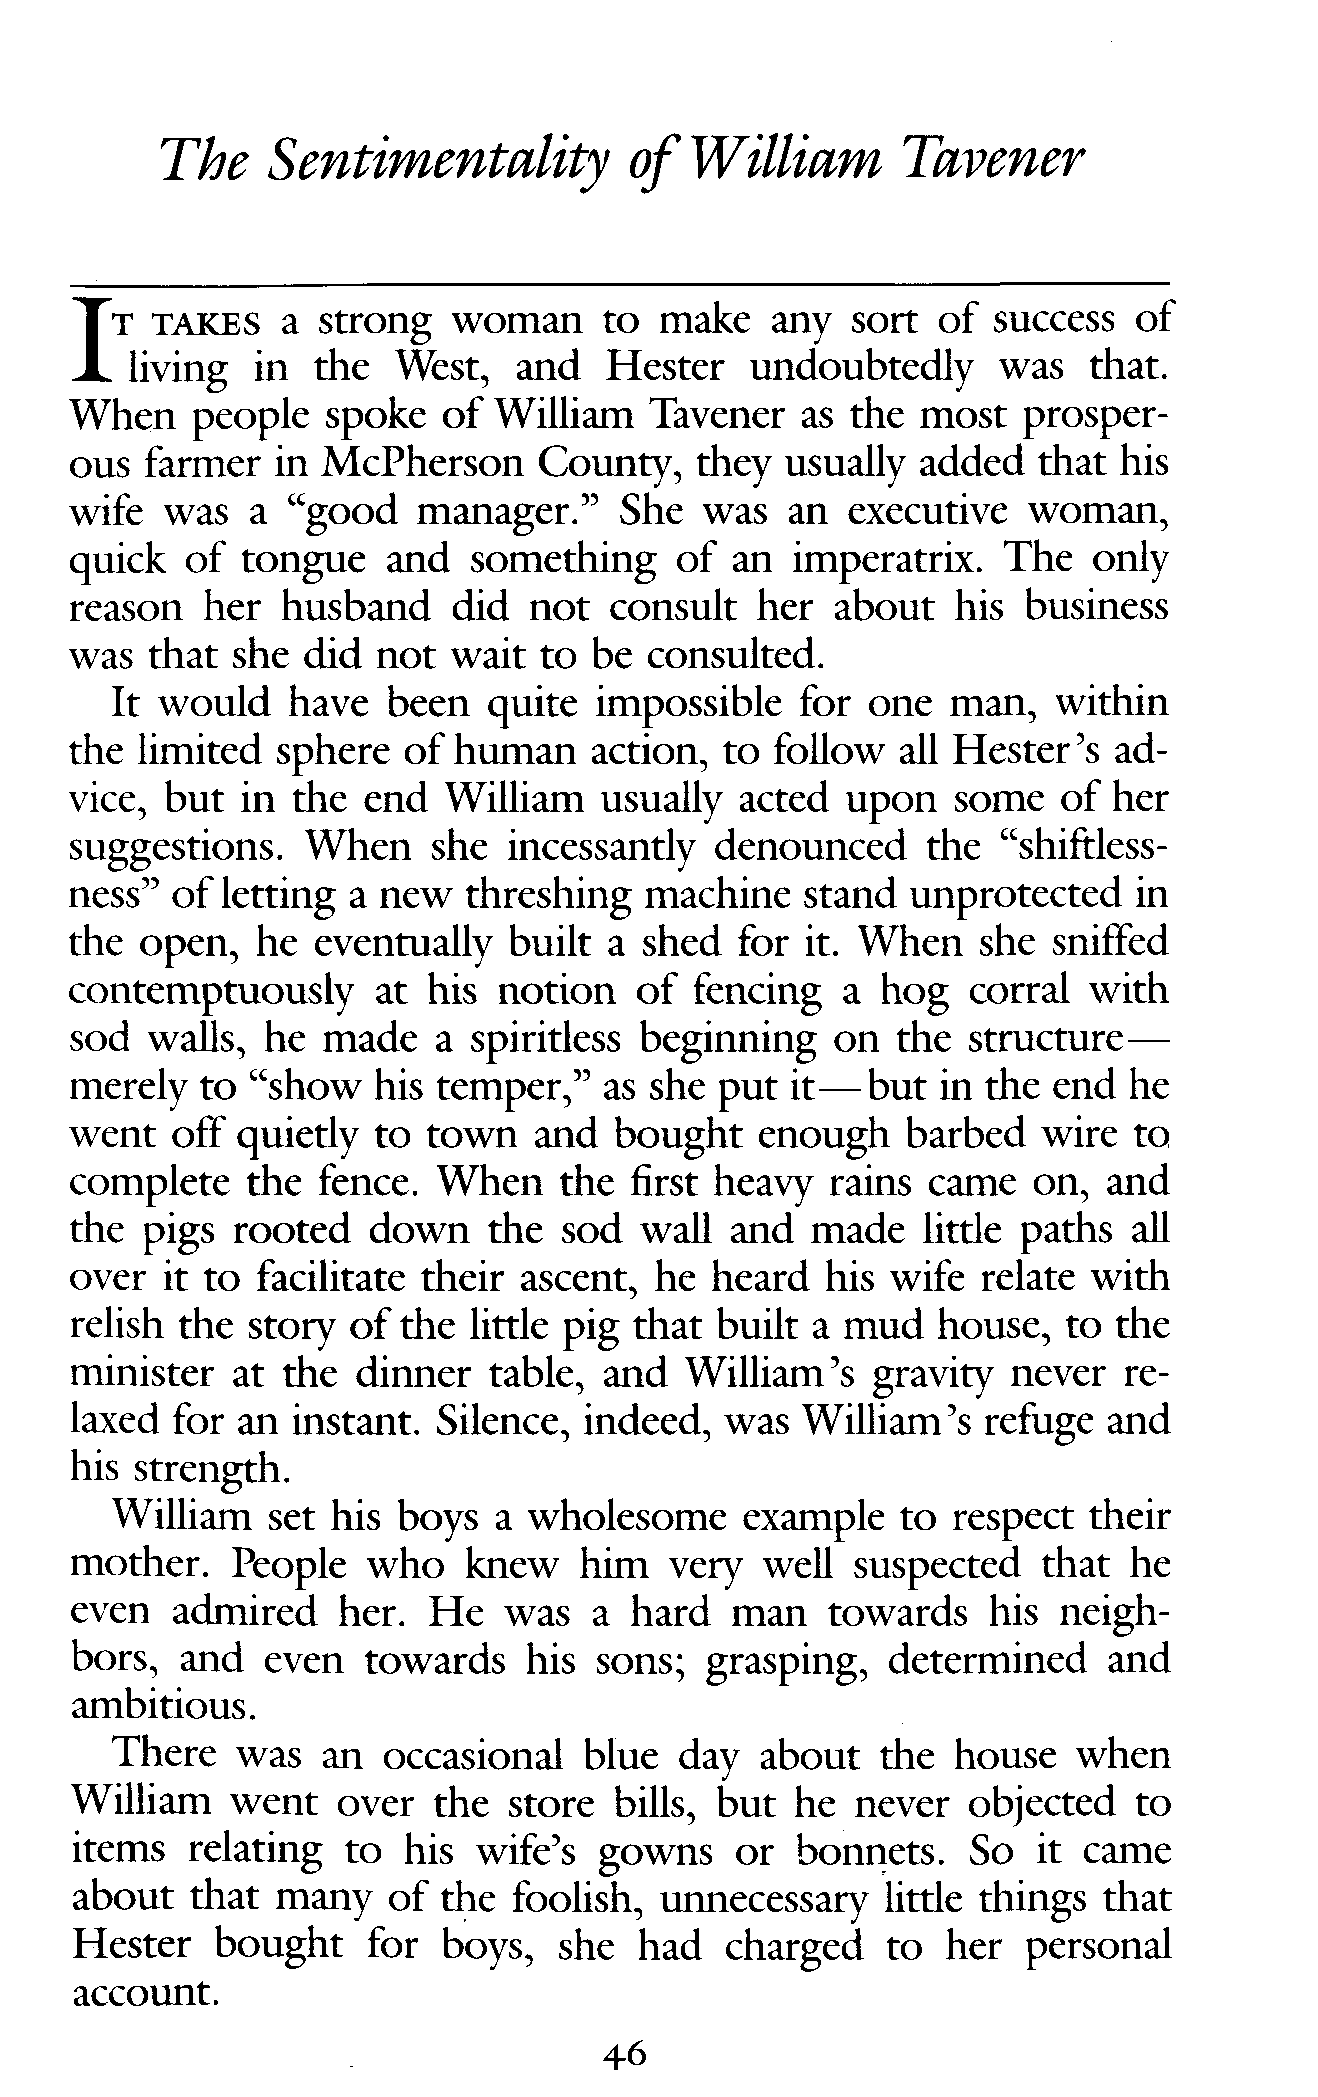 The Sentimentality of William Tavener
IT TAKES a strong woman to make any sort of success of
living in the West, and Hester undoubtedly was that.
When people spoke of William Tavener as the most prosper-
ous farmer in McPherson County, they usually added that his
wife was a “good manager.” She was an executive woman,
quick of tongue and something of an imperatrix. The only
reason her husband did not consult her about his business
was that she did not wait to be consulted.
It would have been quite impossible for one man, within
the limited sphere of human action, to follow all Hester’s ad-
vice, but in the end William usually acted upon some of her
suggestions. When she incessantly denounced the “shiftless-
ness” of letting a new threshing machine stand unprotected in
the open, he eventually built a shed for it. When she sniffed
contemptuously at his notion of fencing a hog corral with
sod walls, he made a spiritless beginning on the structure—
merely to “show his temper,” as she put it—but in the end he
went off quietly to town and bought enough barbed wire to
complete the fence. When the first heavy rains came on, and
the pigs rooted down the sod wall and made little paths all
over it to facilitate their ascent, he heard his wife relate with
relish the story of the little pig that built a mud house, to the
minister at the dinner table, and William’s gravity never re-
laxed for an instant. Silence, indeed, was William’s refuge and
his strength.
William set his boys a wholesome example to respect their
mother. People who knew him very well suspected that he
even admired her. He was a hard man towards his neigh-
bors, and even towards his sons; grasping, determined and
ambitious.
There was an occasional blue day about the house when
William went over the store bills, but he never objected to
items relating to his wife’s gowns or bonnets. So it came
about that many of the foolish, unnecessary little things that
Hester bought for boys, she had charged to her personal
account.
46